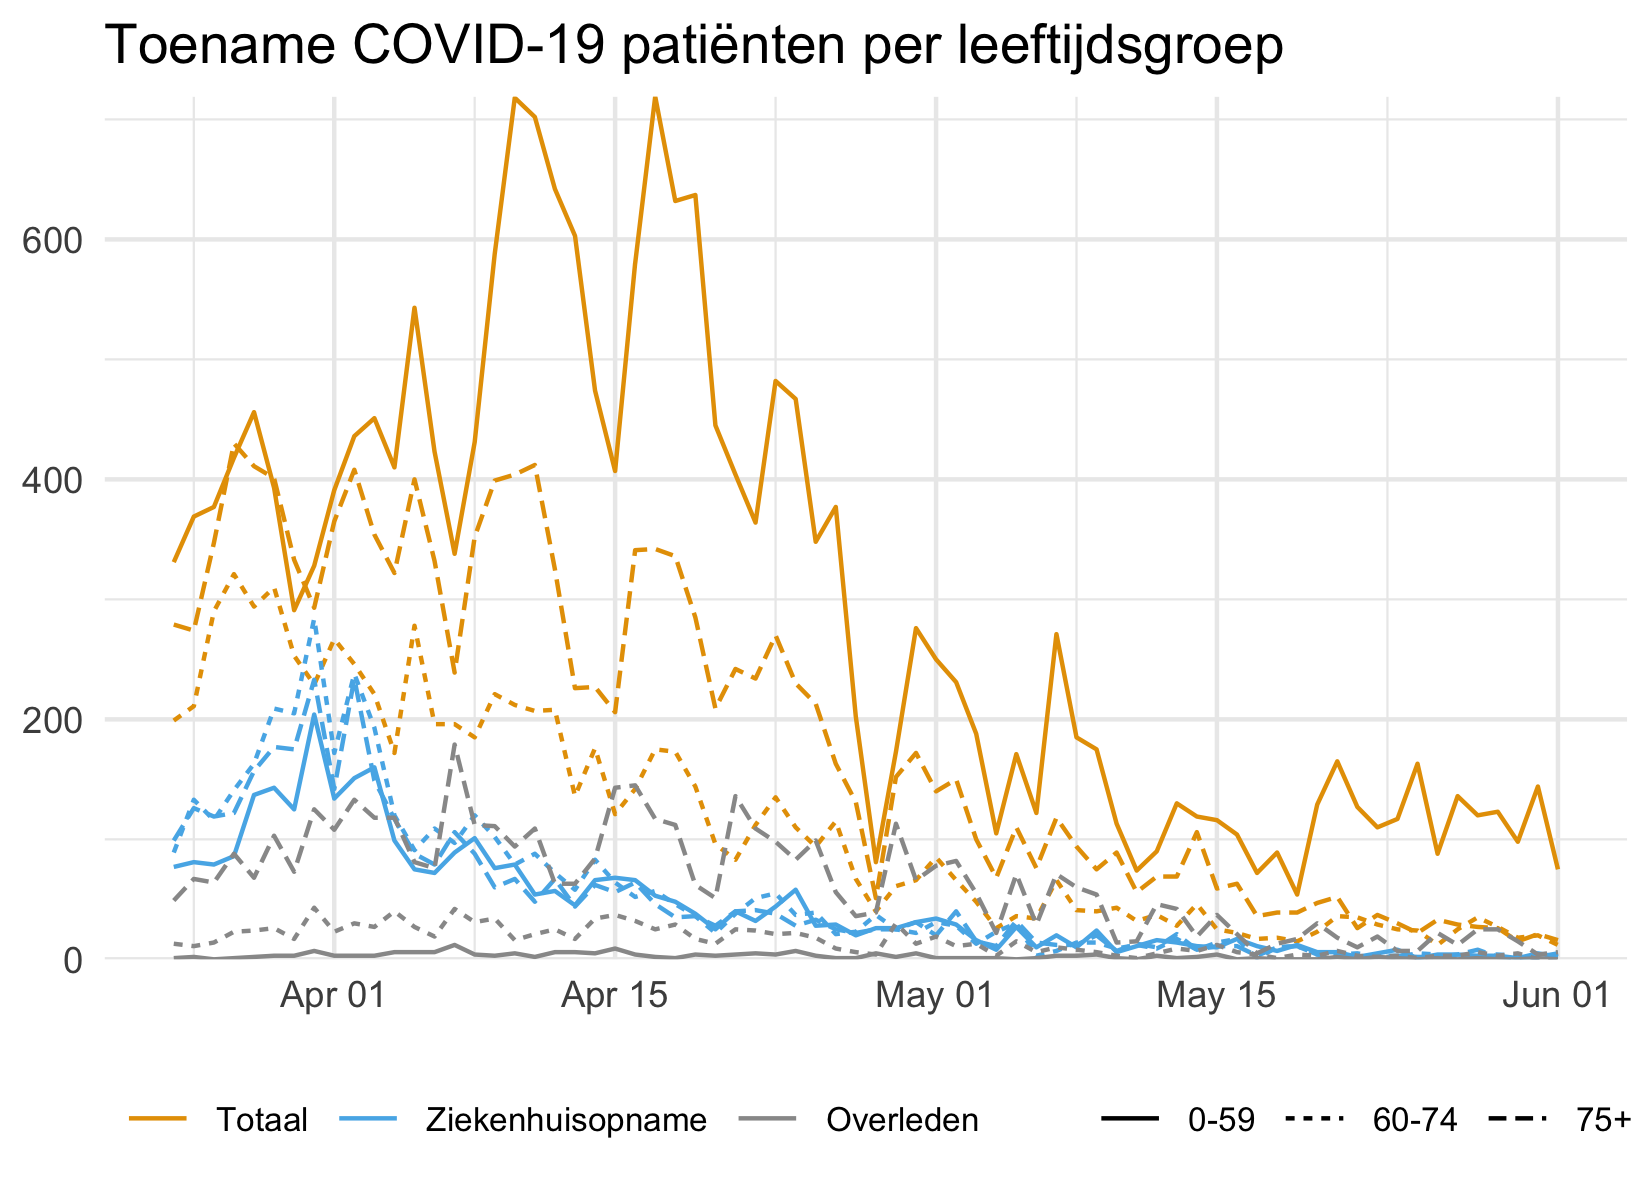 Toename COVID-19 patiënten per leeftijdsgroep
600
400
200
0
Apr 01 Apr 15 May 01 May 15 Jun 01
Totaal Ziekenhuisopname Overleden 0-59 60-74 75+